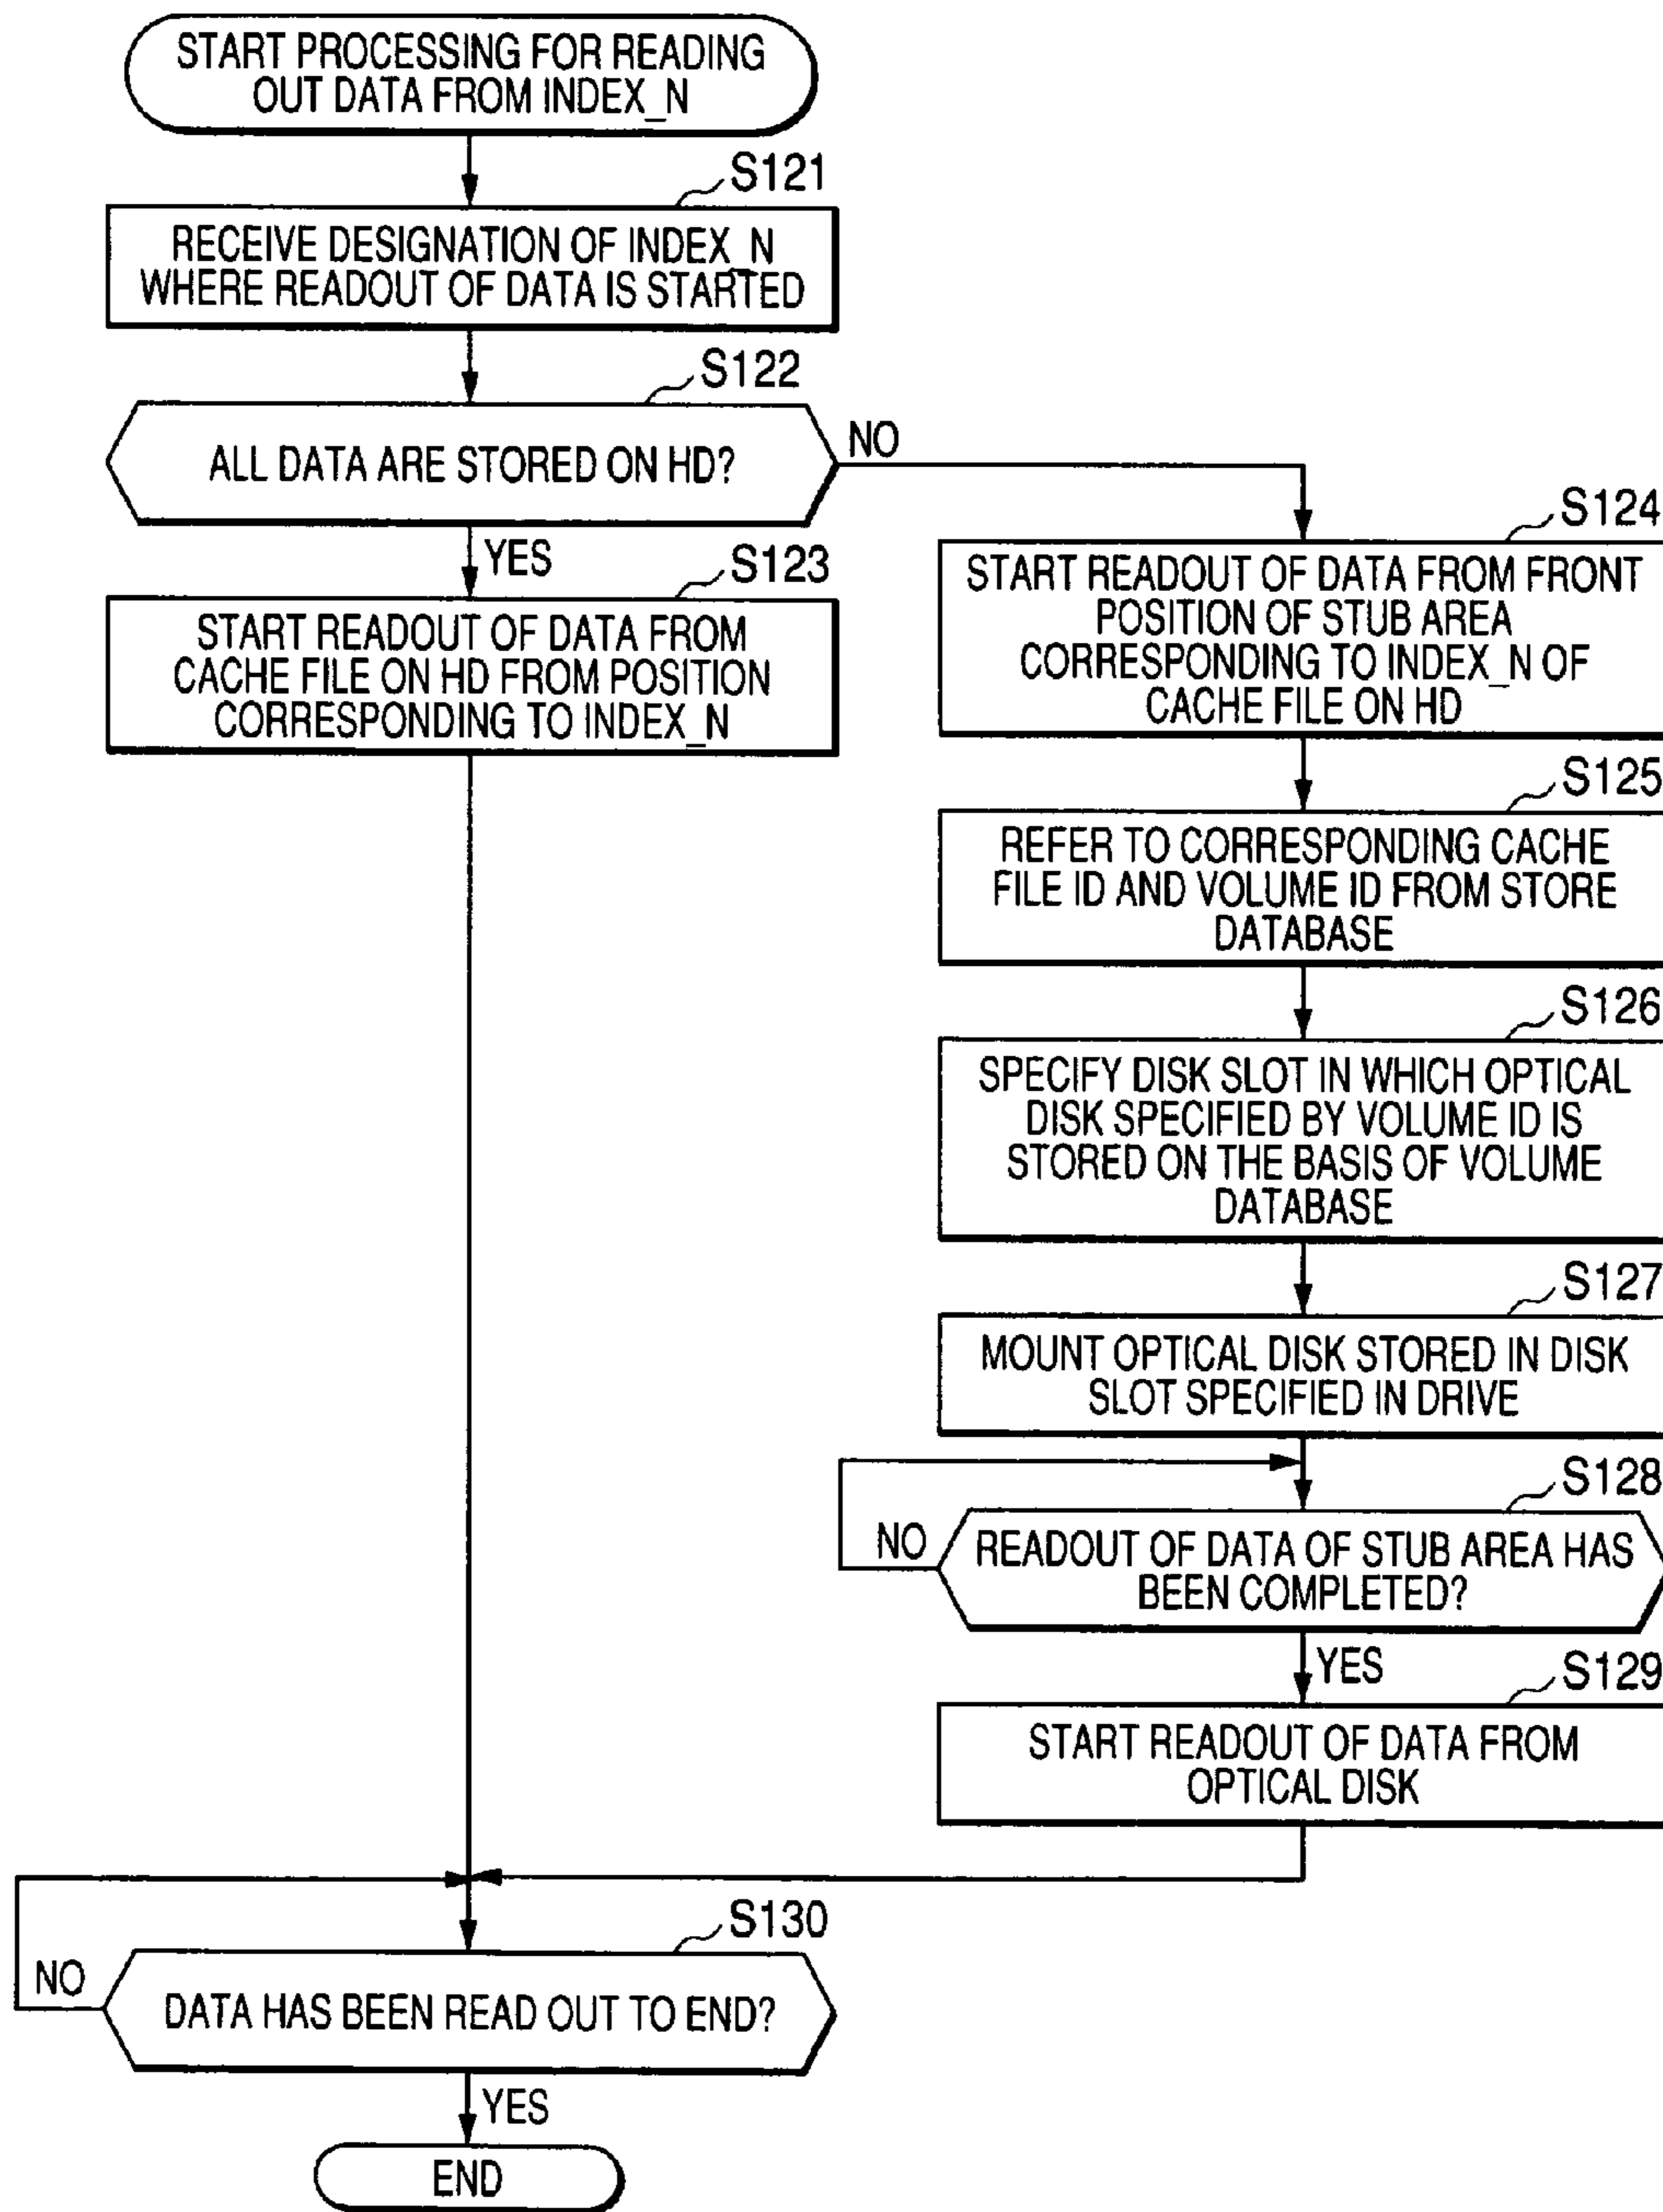 START PROCESSING FOR READING
OUT DATA FROM INDEX_N
S121
RECEIVE DESIGNATION OF INDEX_N
WHERE READOUT OF DATA IS STARTED
S122
ALL DATA ARE STORED ON HD?
NO
YES
S123
START READOUT OF DATA FROM
CACHE FILE ON HD FROM POSITION
CORRESPONDING TO INDEX_N
S124
START READOUT OF DATA FROM FRONT
POSITION OF STUB AREA
CORRESPONDING TO INDEX_N OF
CACHE FILE ON HD
S125
REFER TO CORRESPONDING CACHE
FILE ID AND VOLUME ID FROM STORE
DATABASE
S126
SPECIFY DISK SLOT IN WHICH OPTICAL
DISK SPECIFIED BY VOLUME ID IS
STORED ON THE BASIS OF VOLUME
DATABASE
S127
MOUNT OPTICAL DISK STORED IN DISK
SLOT SPECIFIED IN DRIVE
S128
NO
READOUT OF DATA OF STUB AREA HAS
BEEN COMPLETED?
YES
S129
START READOUT OF DATA FROM
OPTICAL DISK
S130
NO
DATA HAS BEEN READ OUT TO END?
YES
END